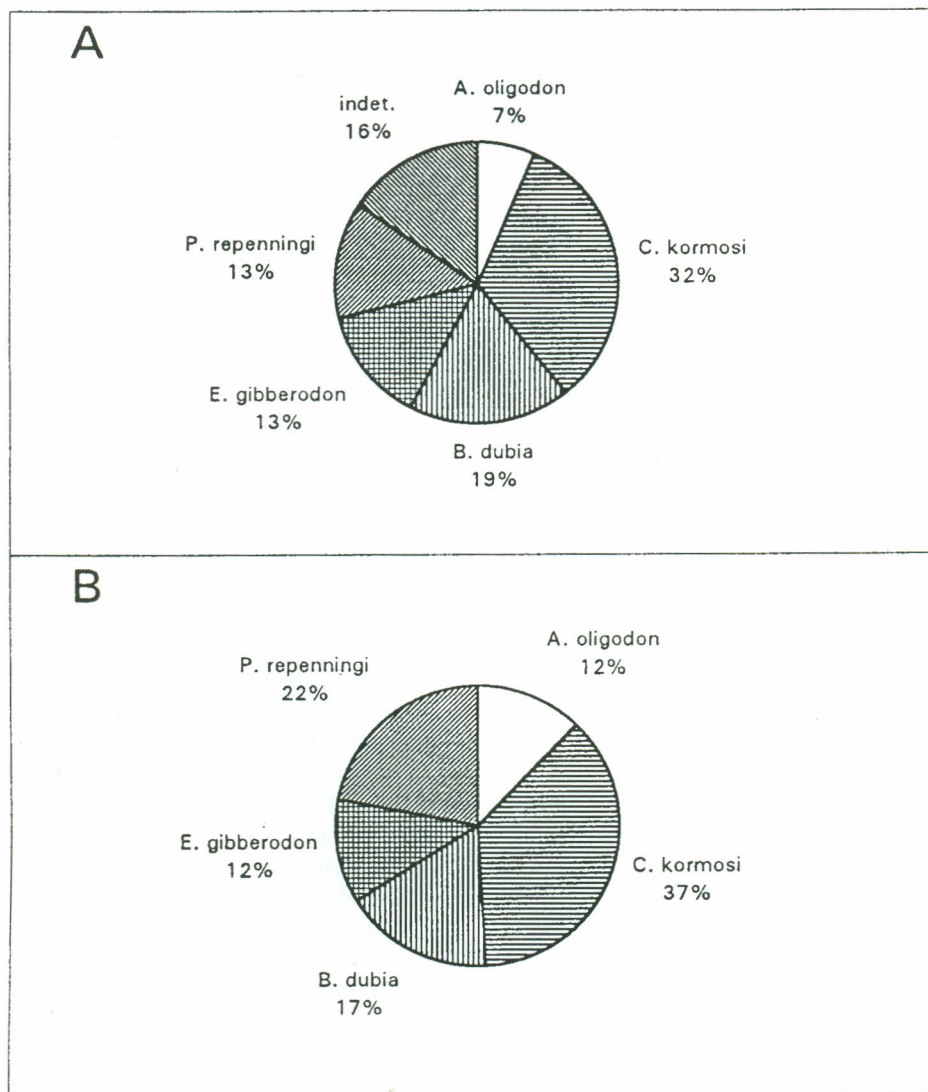 A
indet.
16%
A. oligodon
7%
P. repenningi
13%
C. kormosi
32%
E. gibberodon
13%
B. dubia
19%
B
P. repenningi
22%
A. oligodon
12%
E. gibberodon
12%
C. kormosi
37%
B. dubia
17%